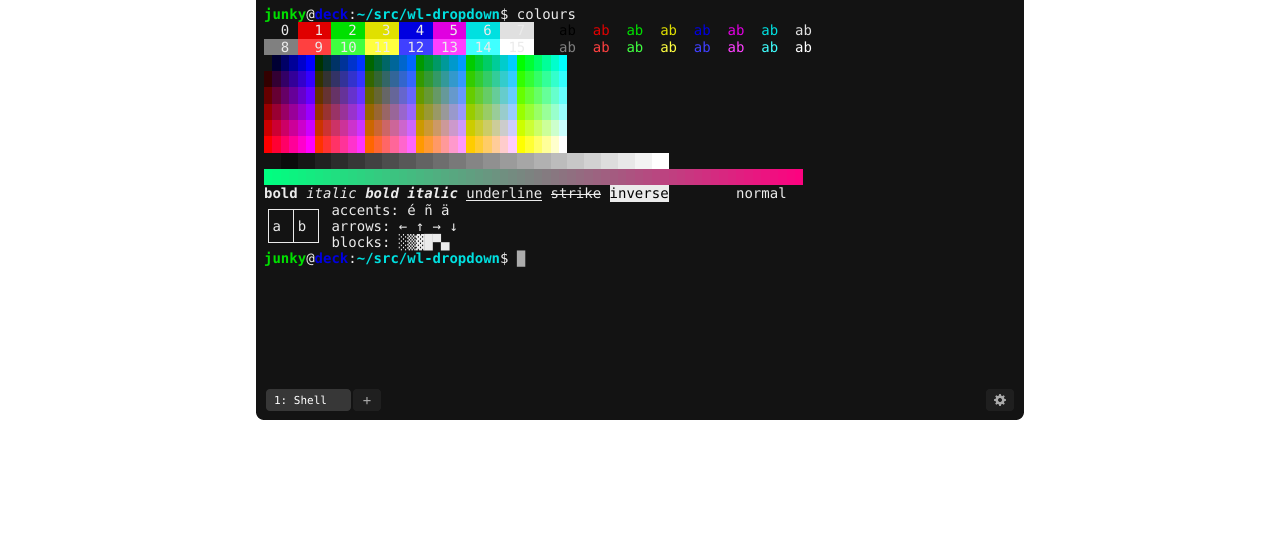 junky@deck:~/src/wl-dropdown$ colours
0 1 2 3 4 5 6 7 ab ab ab ab ab ab ab ab
8 9 10 11 12 13 14 15 ab ab ab ab ab ab ab ab
bold italic bold italic underline strike inverse normal
accents: é ñ ä
a b arrows: ← ↑ → ↓
blocks: ░▒▓█▀▄
junky@deck:~/src/wl-dropdown$
1: Shell +